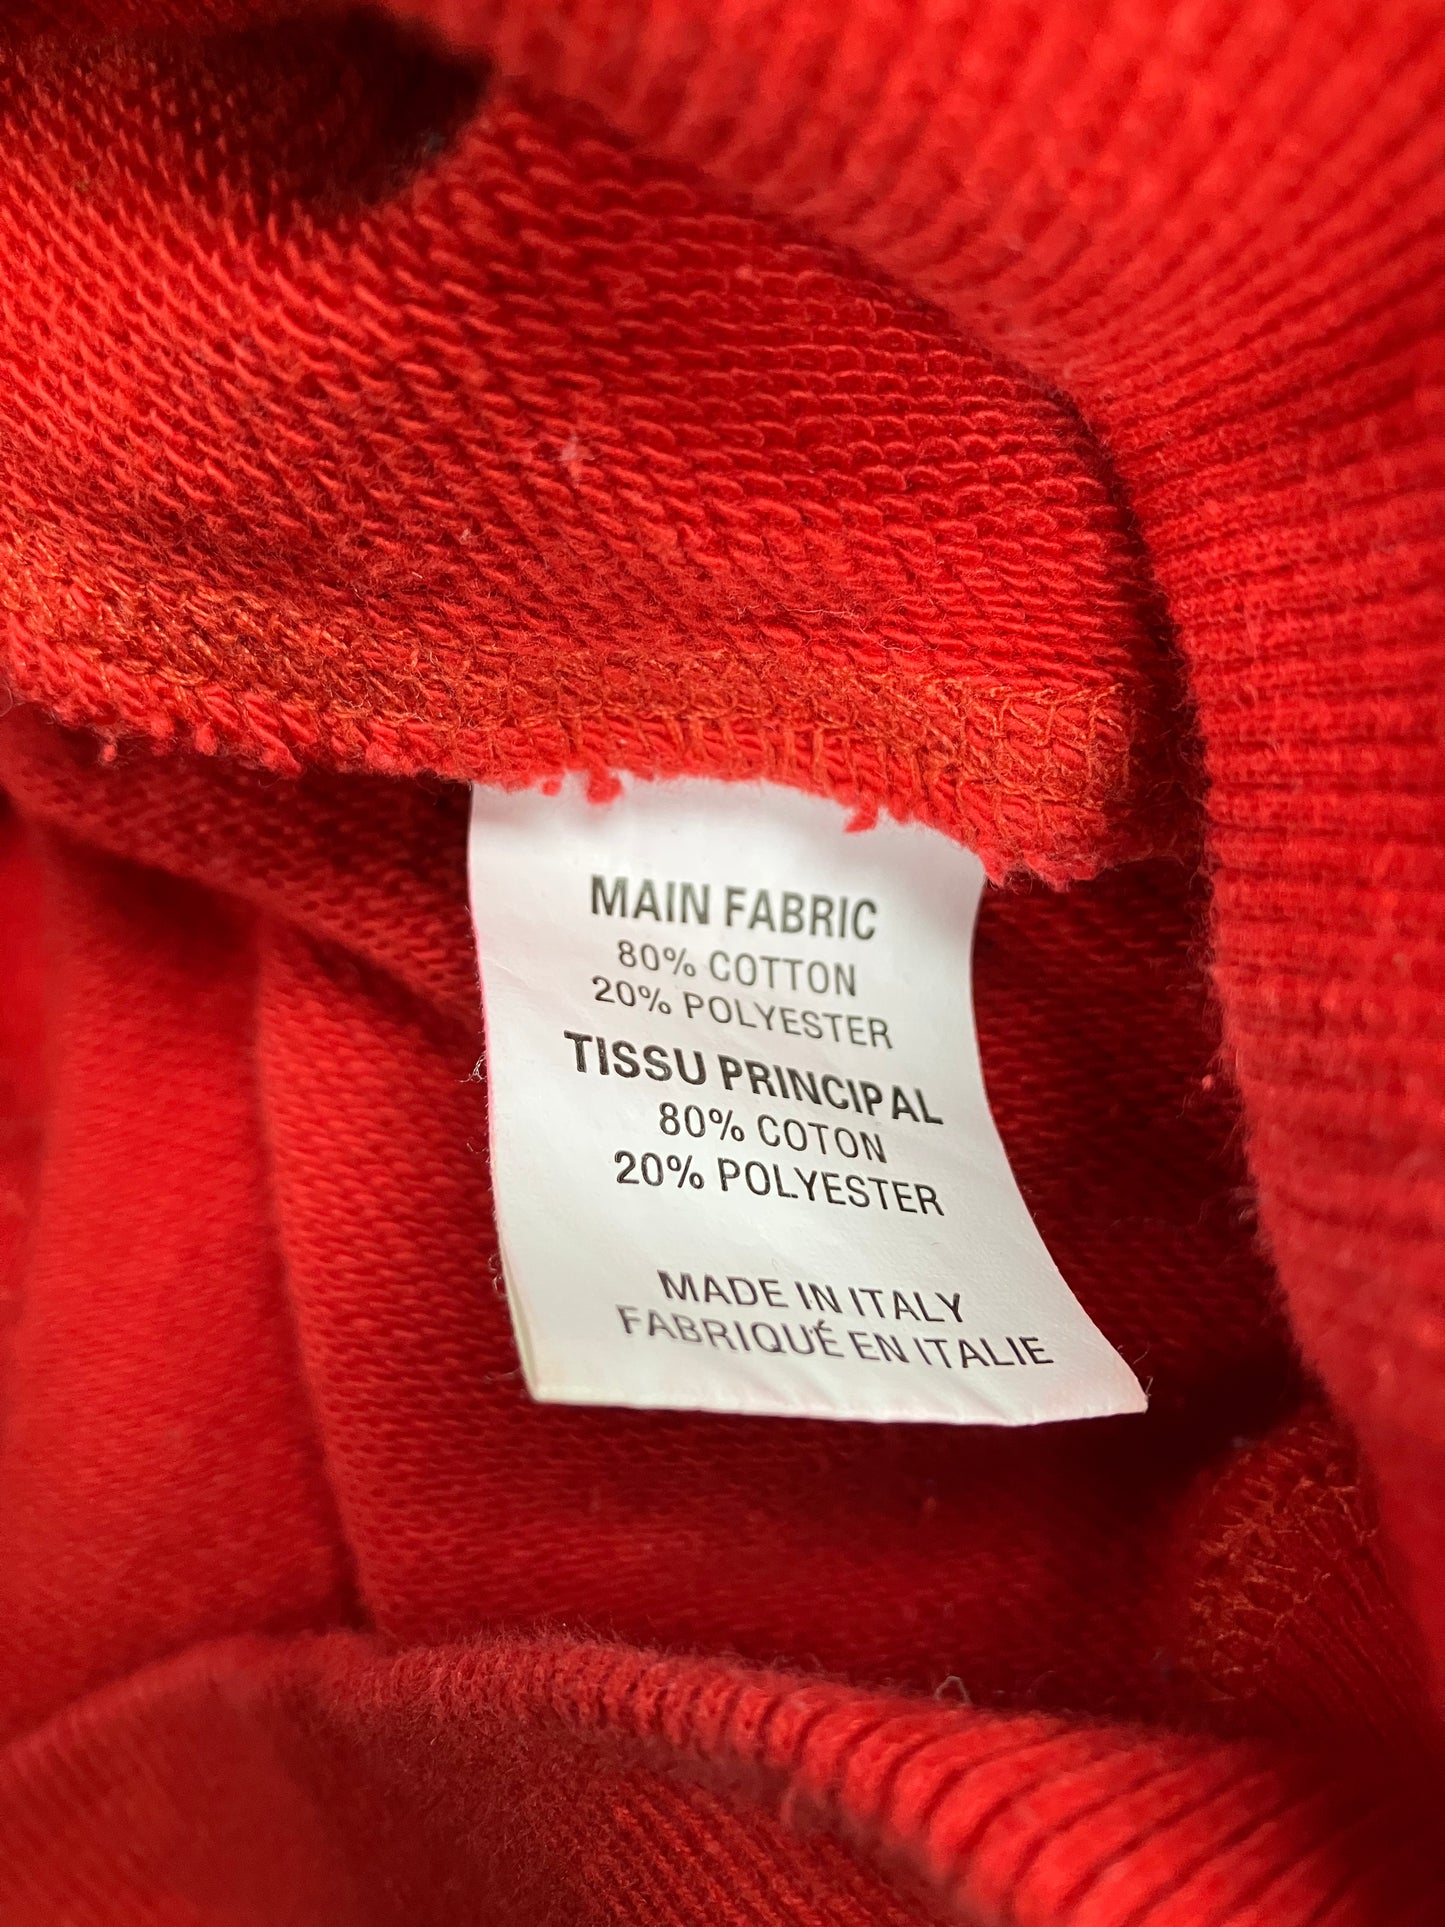 MAIN FABRIC
80% COTTON
20% POLYESTER
TISSU PRINCIPAL
80% COTON
20% POLYESTER
MADE IN ITALY
FABRIQUÉ EN ITALIE